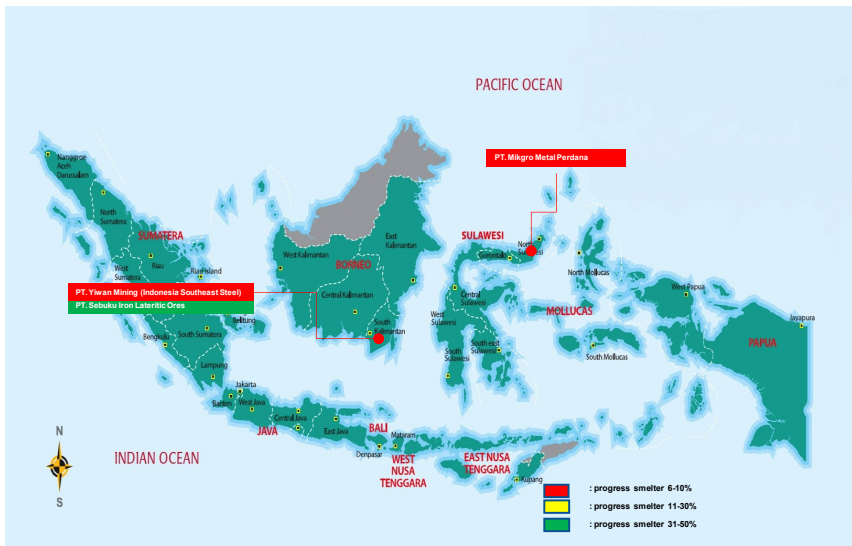 PACIFIC OCEAN
PT. Mikgro Metal Perdana
Nanggroe
Aceh
Darussalam
North
Sumatera
SUMATERA
West
Sumatera
Riau
Riau Island
West Kalimantan
East
Kalimantan
BORNEO
Central Kalimantan
South
Kalimantan
SULAWESI
North
Sulawesi
Gorontalo
Central
Sulawesi
West
Sulawesi
South east
Sulawesi
South
Sulawesi
North Mollucas
MOLLUCAS
South Mollucas
West Papua
Jayapura
PAPUA
PT. Yiwan Mining (Indonesia Southeast Steel)
PT. Sebuku Iron Lateritic Ores
Belitung
South Sumatera
Bengkulu
Lampung
Jakarta
Banten
West Java
Central Java
JAVA
East Java
BALI
Denpasar
Mataram
WEST
NUSA
TENGGARA
EAST NUSA
TENGGARA
Kupang
N
S
INDIAN OCEAN
: progress smelter 6-10%
: progress smelter 11-30%
: progress smelter 31-50%